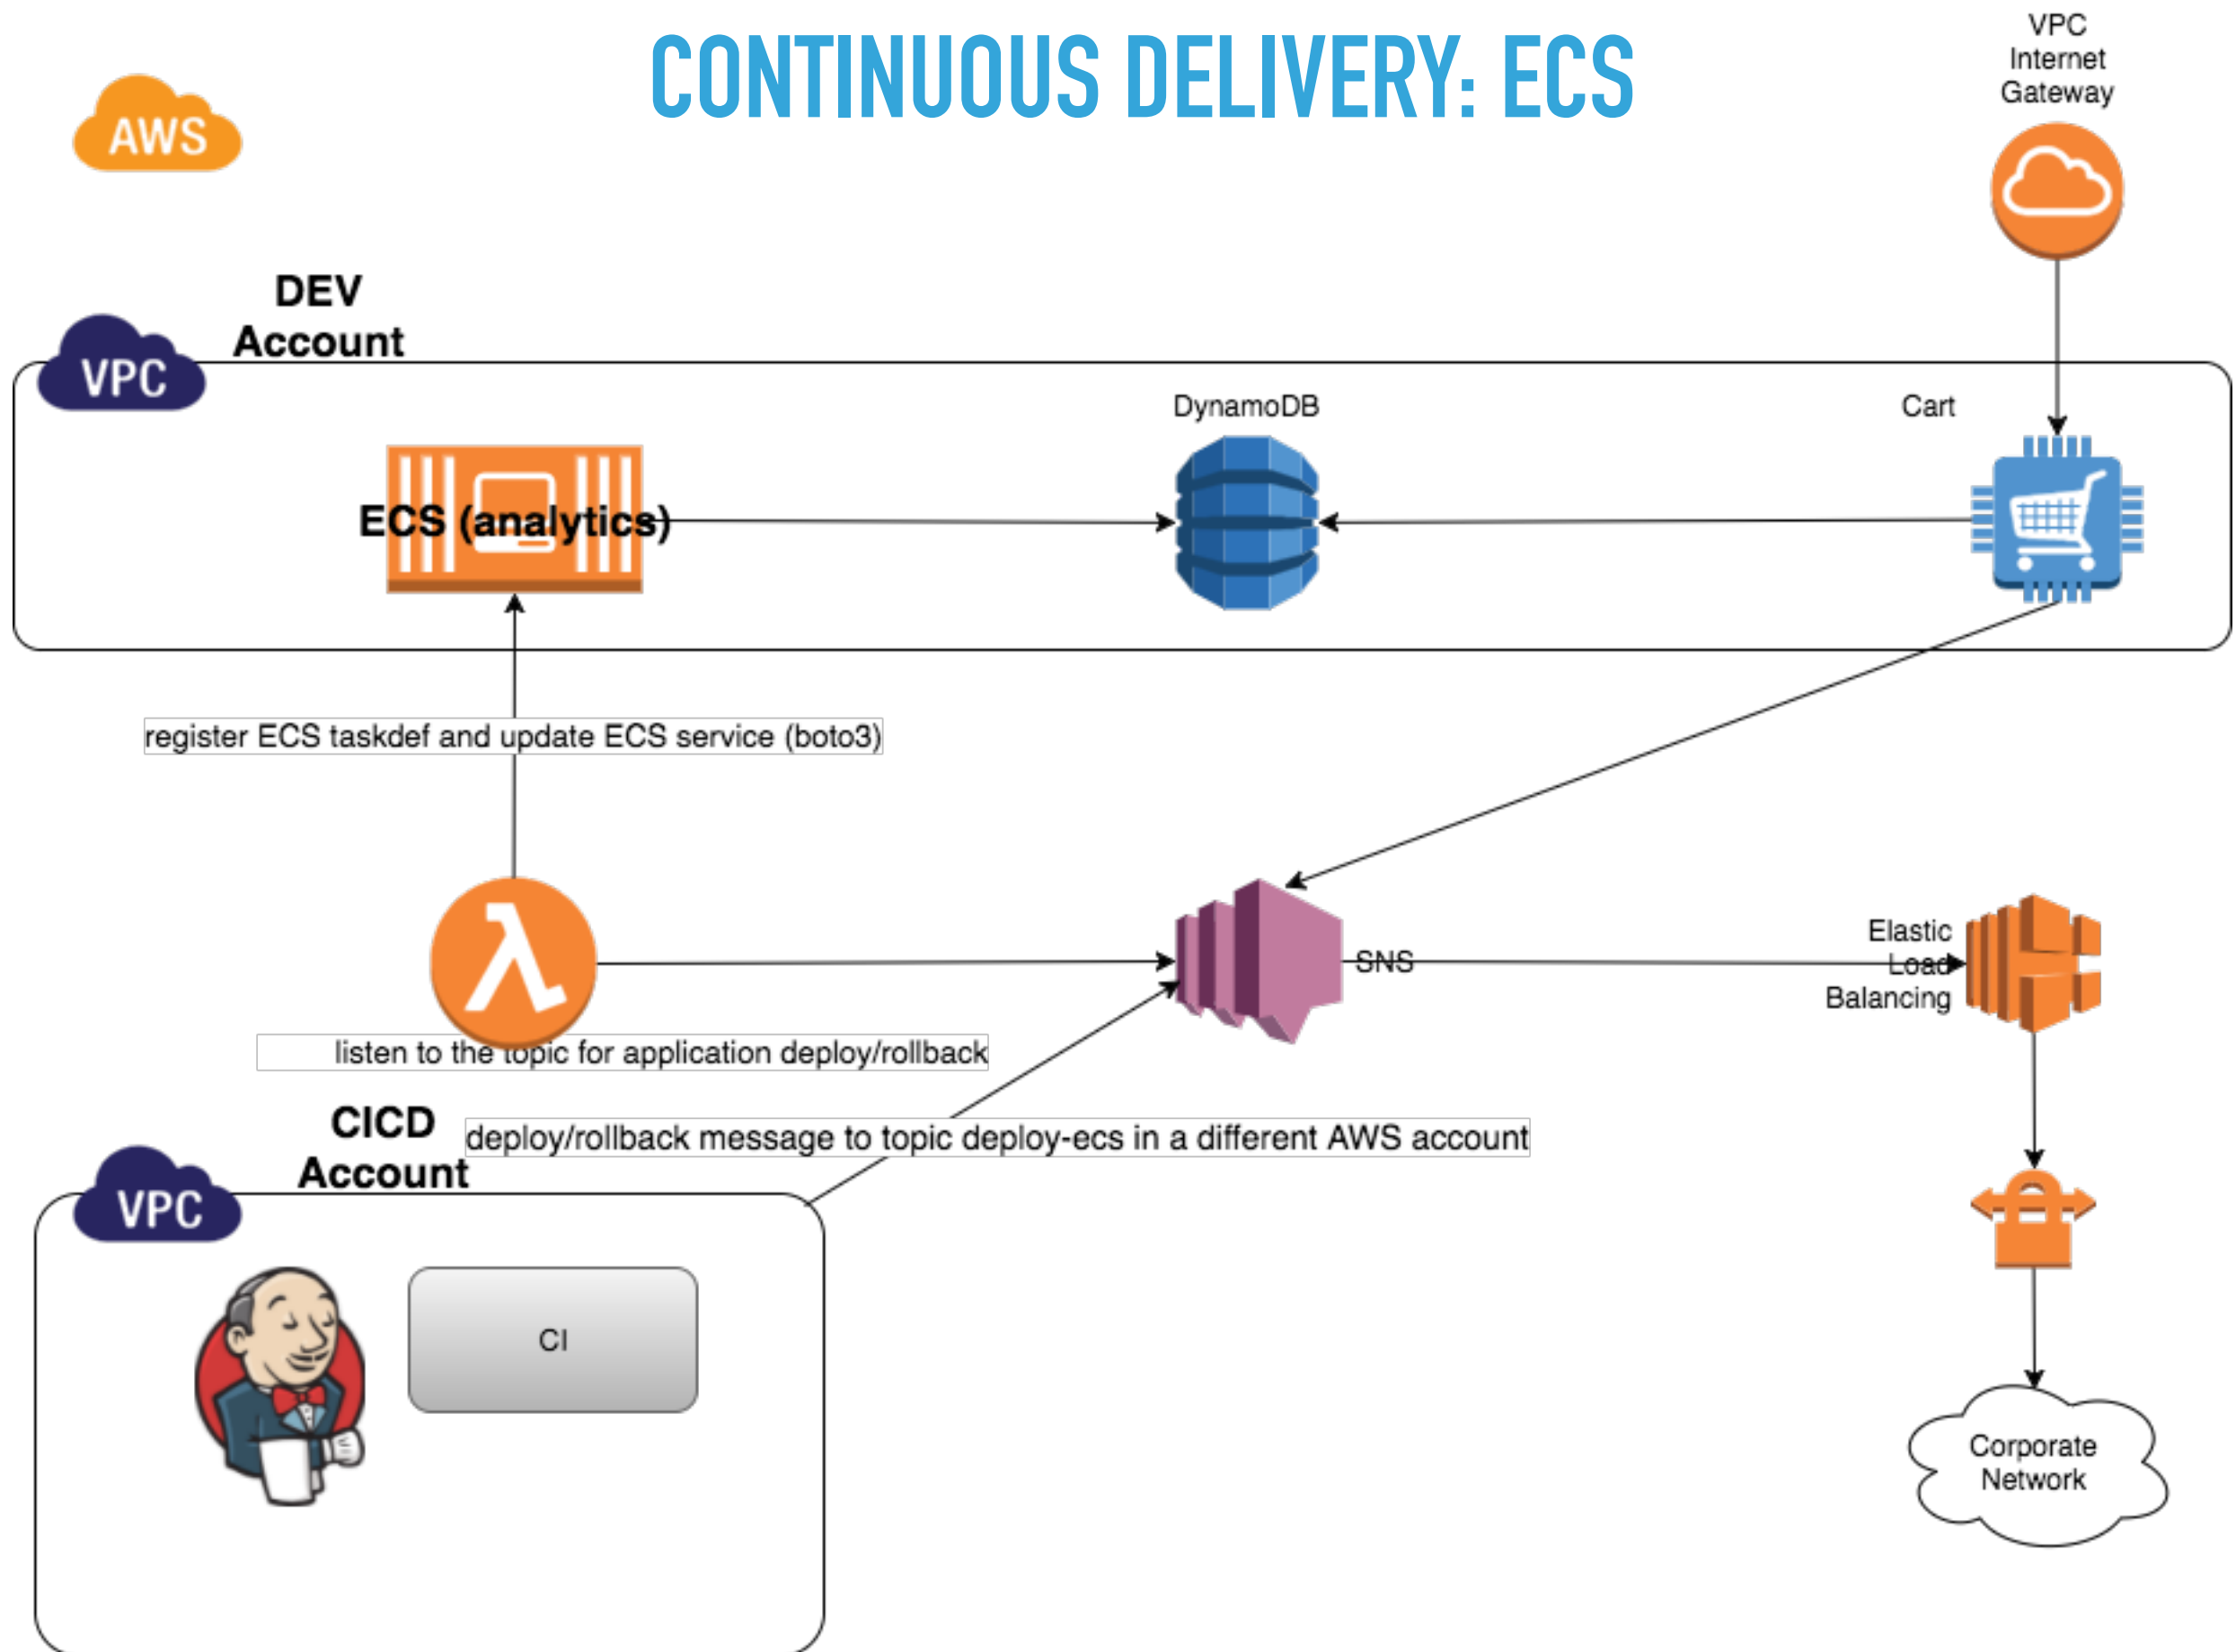 CONTINUOUS DELIVERY: ECS
VPC
Internet
Gateway
AWS
DEV
Account
VPC
DynamoDB
Cart
ECS (analytics)
register ECS taskdef and update ECS service (boto3)
Elastic
Load
Balancing
SNS
listen to the topic for application deploy/rollback
CICD
Account
deploy/rollback message to topic deploy-ecs in a different AWS account
VPC
CI
Corporate
Network